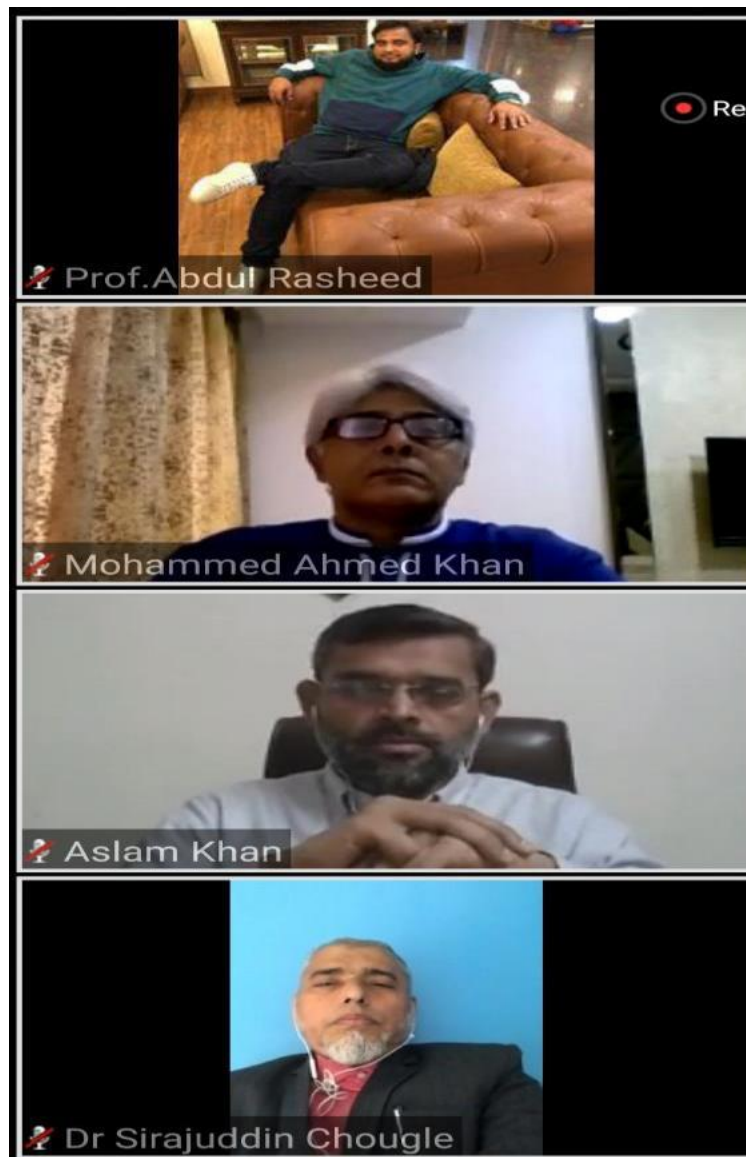 Re
Prof.Abdul Rasheed
Mohammed Ahmed Khan
Aslam Khan
Dr Sirajuddin Chougle